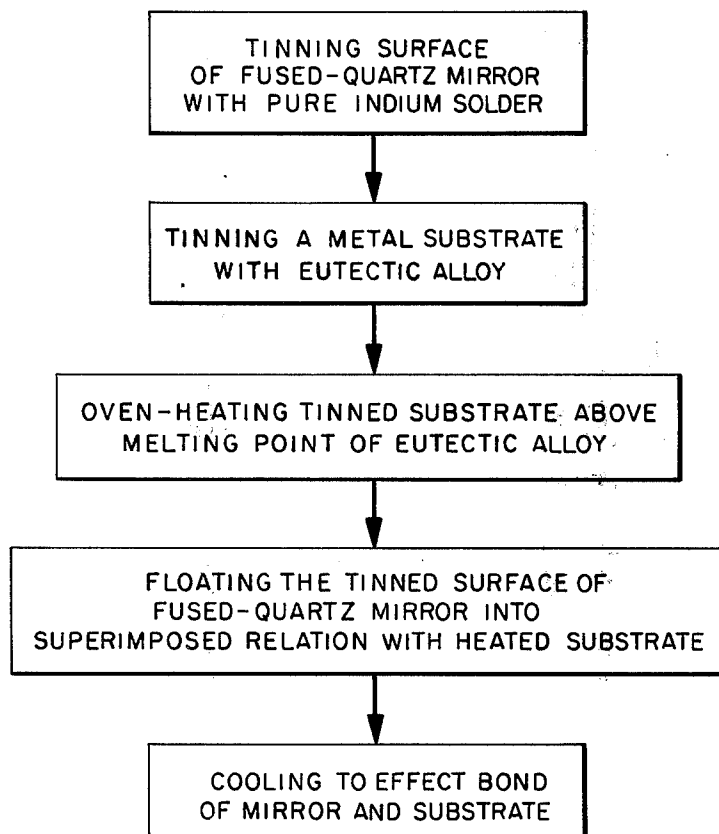 TINNING SURFACE
OF FUSED-QUARTZ MIRROR
WITH PURE INDIUM SOLDER
TINNING A METAL SUBSTRATE
WITH EUTECTIC ALLOY
OVEN-HEATING TINNED SUBSTRATE ABOVE
MELTING POINT OF EUTECTIC ALLOY
FLOATING THE TINNED SURFACE OF
FUSED-QUARTZ MIRROR INTO
SUPERIMPOSED RELATION WITH HEATED SUBSTRATE
COOLING TO EFFECT BOND
OF MIRROR AND SUBSTRATE